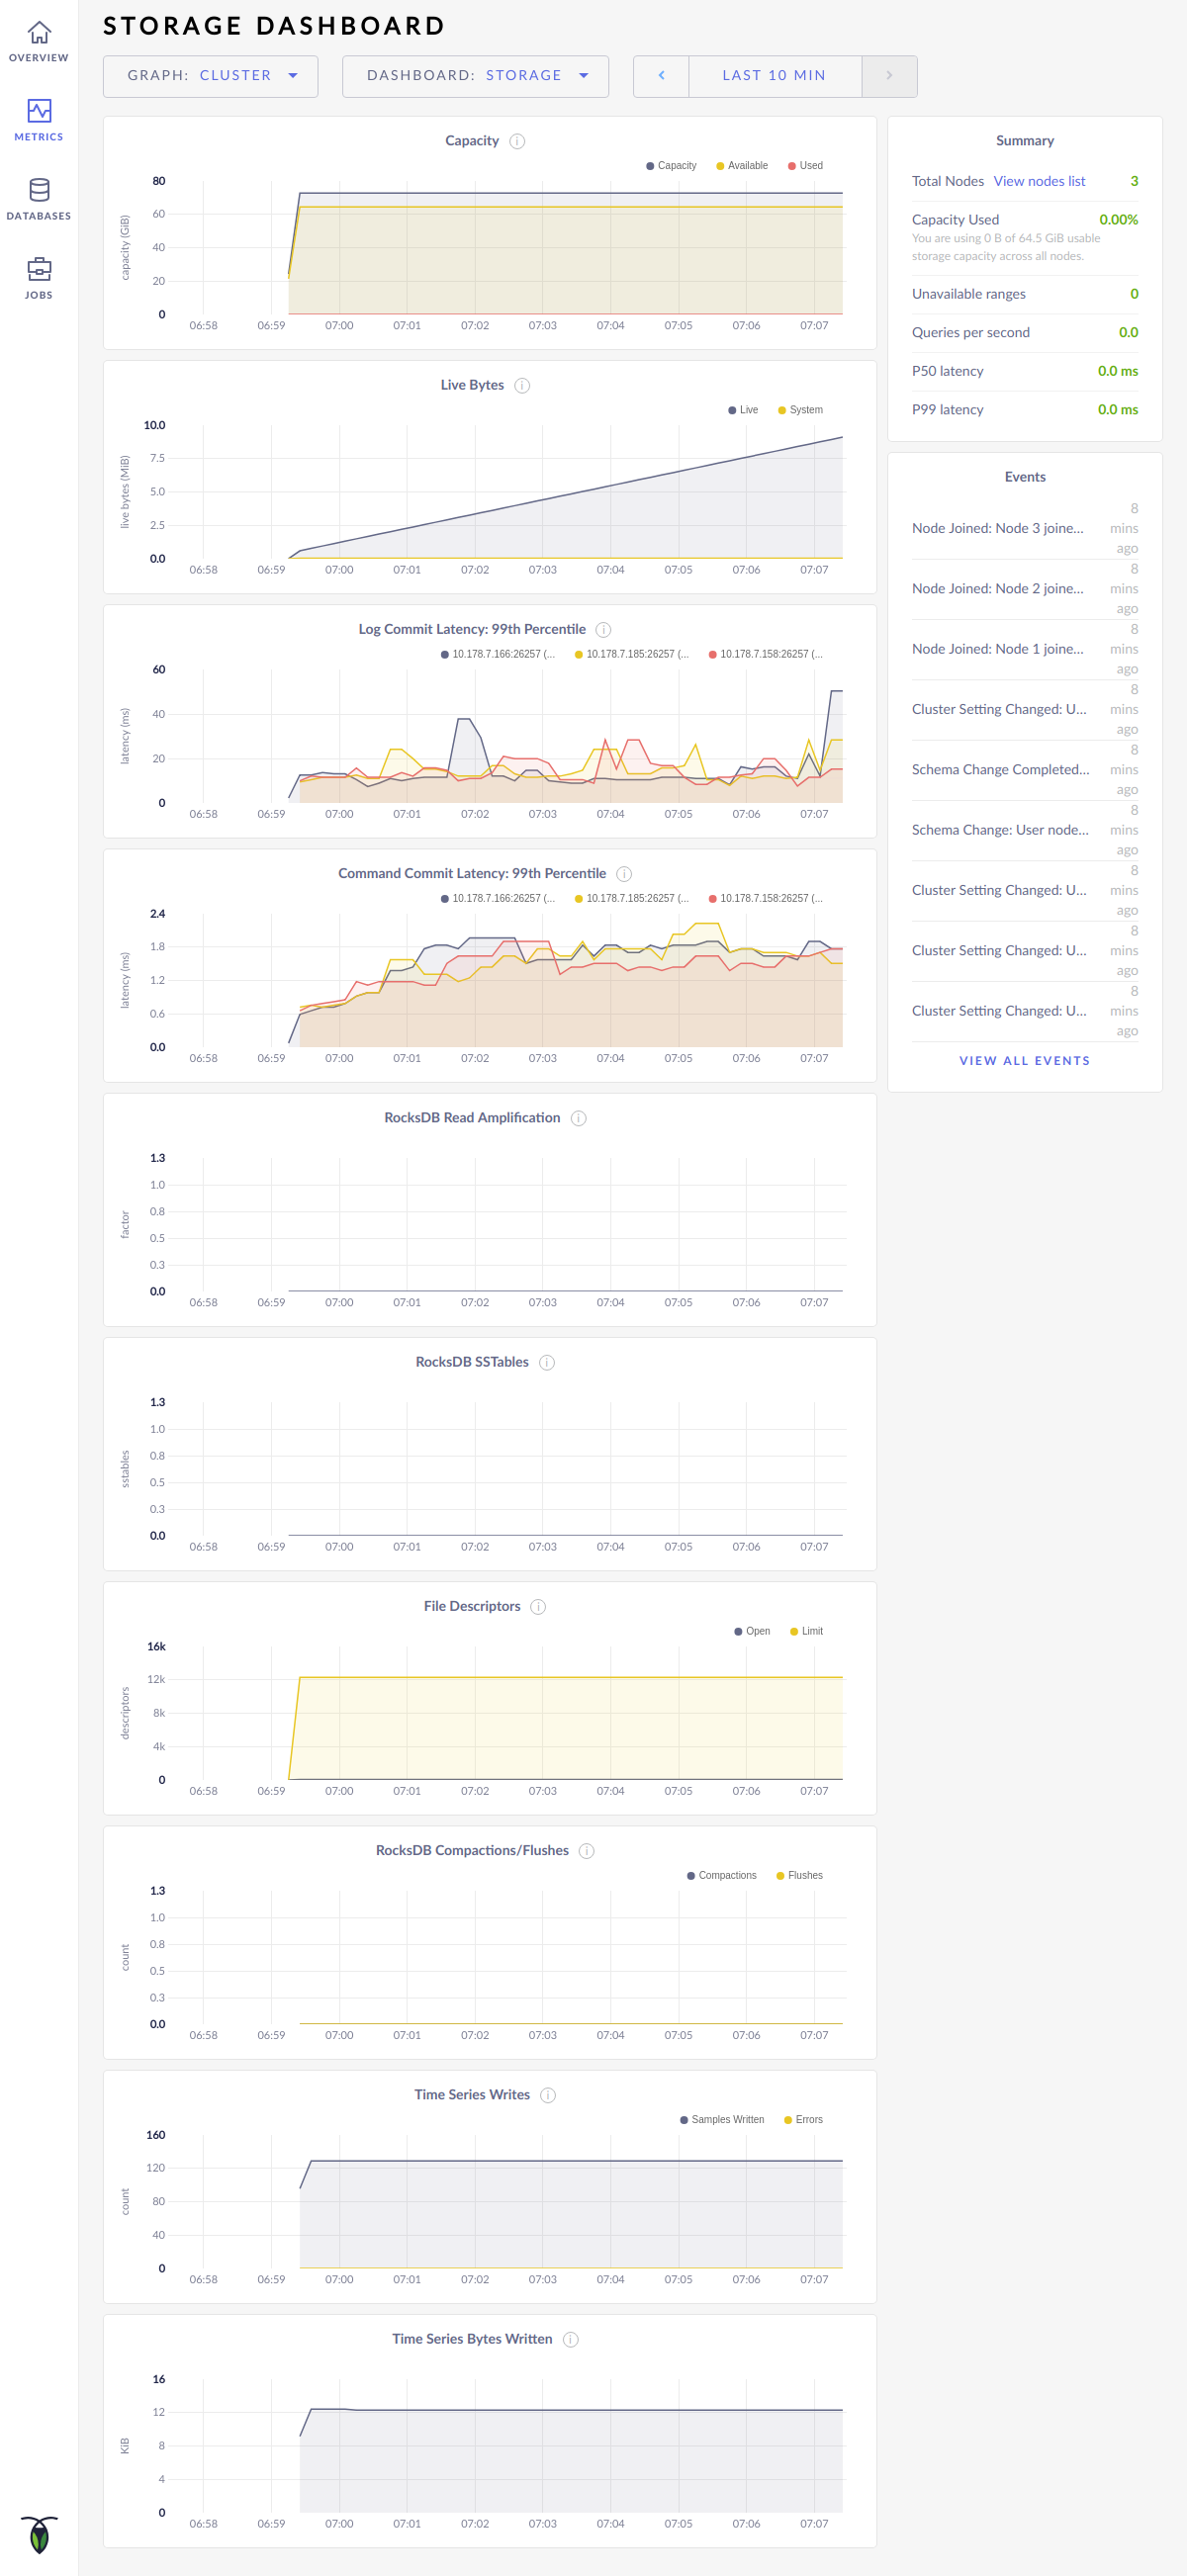 STORAGE DASHBOARD
OVERVIEW
METRICS
DATABASES
JOBS
GRAPH: CLUSTER
DASHBOARD: STORAGE
LAST 10 MIN
Capacity
Capacity Available Used
capacity (GiB)
80
60
40
20
0
06:58 06:59 07:00 07:01 07:02 07:03 07:04 07:05 07:06 07:07
Live Bytes
Live System
live bytes (MiB)
10.0
7.5
5.0
2.5
0.0
06:58 06:59 07:00 07:01 07:02 07:03 07:04 07:05 07:06 07:07
Log Commit Latency: 99th Percentile
10.178.7.166:26257 (... 10.178.7.185:26257 (... 10.178.7.158:26257 (...
latency (ms)
60
40
20
0
06:58 06:59 07:00 07:01 07:02 07:03 07:04 07:05 07:06 07:07
Command Commit Latency: 99th Percentile
10.178.7.166:26257 (... 10.178.7.185:26257 (... 10.178.7.158:26257 (...
latency (ms)
2.4
1.8
1.2
0.6
0.0
06:58 06:59 07:00 07:01 07:02 07:03 07:04 07:05 07:06 07:07
RocksDB Read Amplification
factor
1.3
1.0
0.8
0.5
0.3
0.0
06:58 06:59 07:00 07:01 07:02 07:03 07:04 07:05 07:06 07:07
RocksDB SSTables
sstables
1.3
1.0
0.8
0.5
0.3
0.0
06:58 06:59 07:00 07:01 07:02 07:03 07:04 07:05 07:06 07:07
File Descriptors
Open Limit
descriptors
16k
12k
8k
4k
0
06:58 06:59 07:00 07:01 07:02 07:03 07:04 07:05 07:06 07:07
RocksDB Compactions/Flushes
Compactions Flushes
count
1.3
1.0
0.8
0.5
0.3
0.0
06:58 06:59 07:00 07:01 07:02 07:03 07:04 07:05 07:06 07:07
Time Series Writes
Samples Written Errors
count
160
120
80
40
0
06:58 06:59 07:00 07:01 07:02 07:03 07:04 07:05 07:06 07:07
Time Series Bytes Written
KiB
16
12
8
4
0
06:58 06:59 07:00 07:01 07:02 07:03 07:04 07:05 07:06 07:07
Summary
Total Nodes View nodes list 3
Capacity Used 0.00%
You are using 0 B of 64.5 GiB usable
storage capacity across all nodes.
Unavailable ranges 0
Queries per second 0.0
P50 latency 0.0 ms
P99 latency 0.0 ms
Events
Node Joined: Node 3 joine... 8 mins ago
Node Joined: Node 2 joine... 8 mins ago
Node Joined: Node 1 joine... 8 mins ago
Cluster Setting Changed: U... 8 mins ago
Schema Change Completed... 8 mins ago
Schema Change: User node... 8 mins ago
Cluster Setting Changed: U... 8 mins ago
Cluster Setting Changed: U... 8 mins ago
Cluster Setting Changed: U... 8 mins ago
VIEW ALL EVENTS